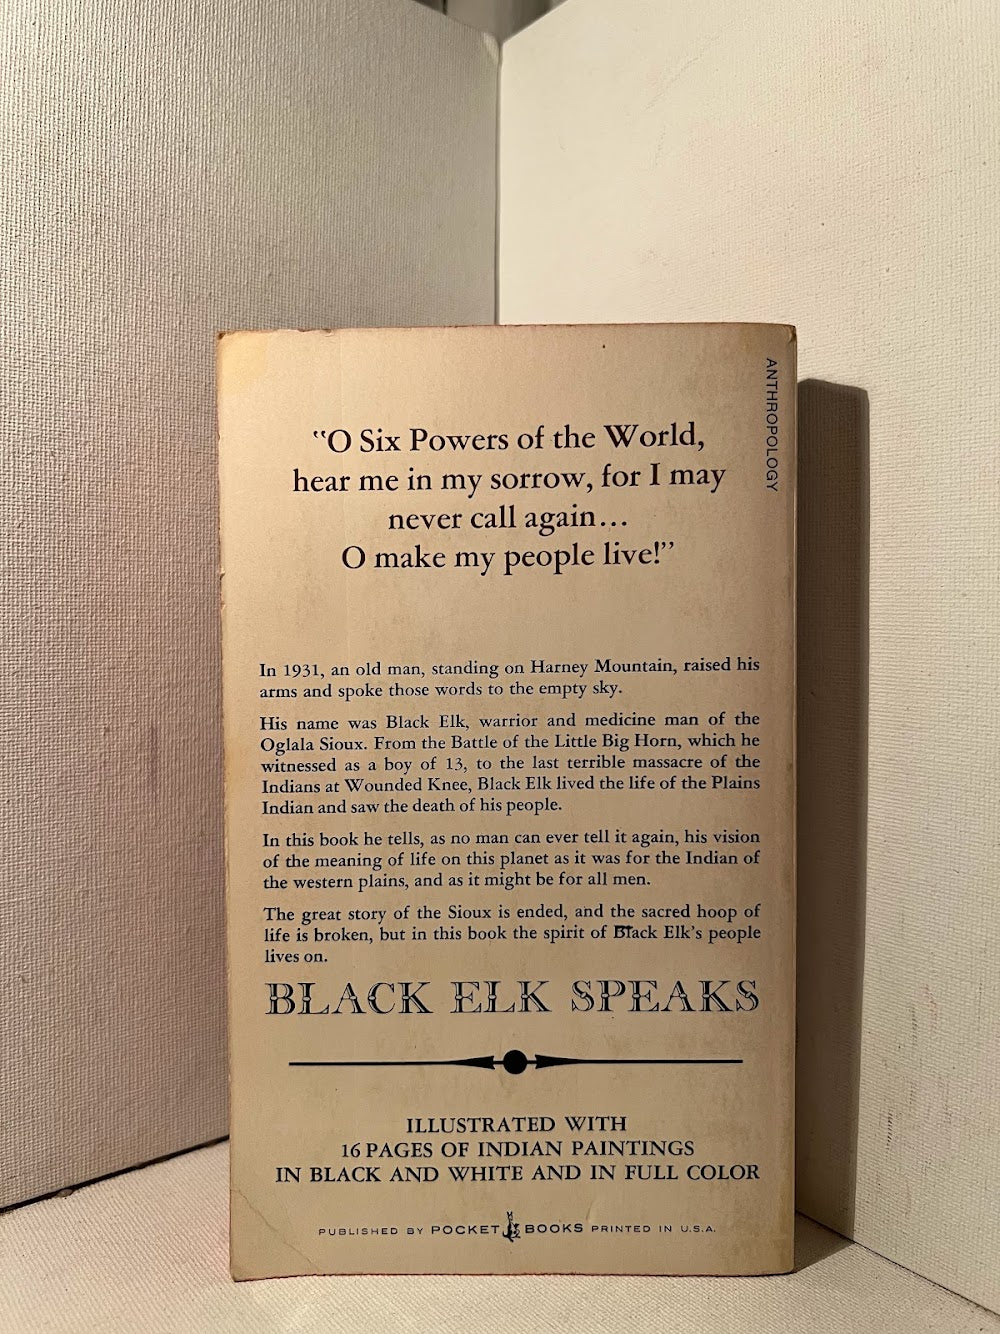 ANTHROPOLOGY
"O Six Powers of the World,
hear me in my sorrow, for I may
never call again...
O make my people live!"
In 1931, an old man, standing on Harney Mountain, raised his
arms and spoke those words to the empty sky.
His name was Black Elk, warrior and medicine man of the
Oglala Sioux. From the Battle of the Little Big Horn, which he
witnessed as a boy of 13, to the last terrible massacre of the
Indians at Wounded Knee, Black Elk lived the life of the Plains
Indian and saw the death of his people.
In this book he tells, as no man can ever tell it again, his vision
of the meaning of life on this planet as it was for the Indian of
the western plains, and as it might be for all men.
The great story of the Sioux is ended, and the sacred hoop of
life is broken, but in this book the spirit of Black Elk's people
lives on.
BLACK ELK SPEAKS
ILLUSTRATED WITH
16 PAGES OF INDIAN PAINTINGS
IN BLACK AND WHITE AND IN FULL COLOR
PUBLISHED BY POCKET BOOKS PRINTED IN U.S.A.